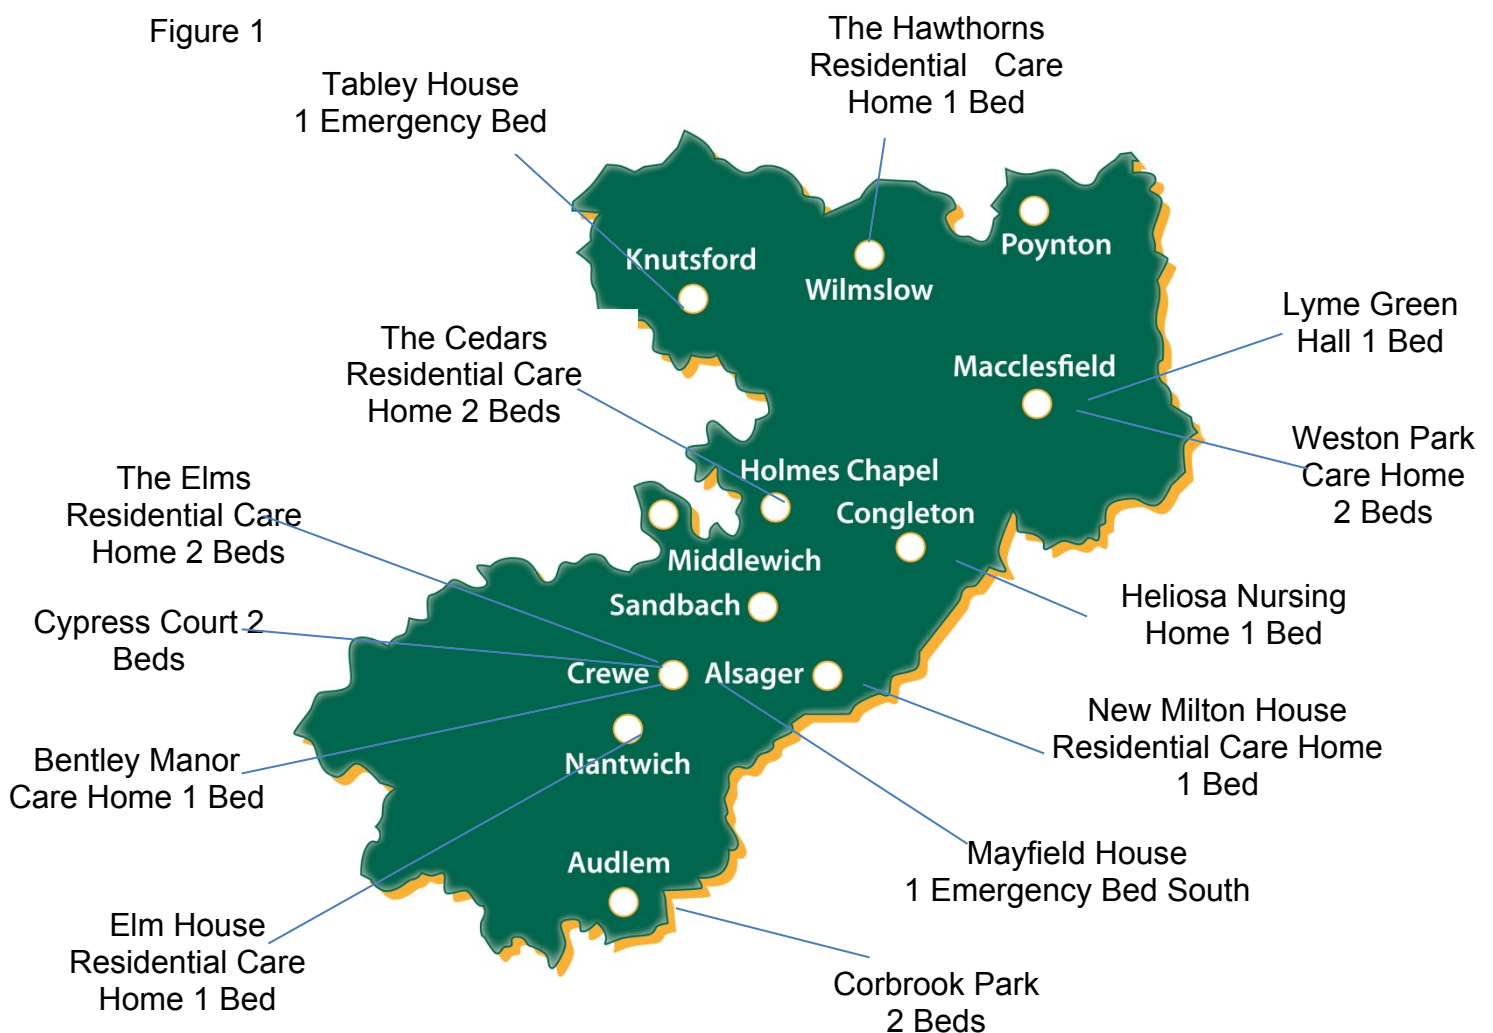 Figure 1
The Hawthorns
Residential Care
Home 1 Bed
Tabley House
1 Emergency Bed
Poynton
Knutsford
Wilmslow
Lyme Green
Hall 1 Bed
The Cedars
Residential Care
Home 2 Beds
Macclesfield
Weston Park
Care Home
2 Beds
Holmes Chapel
The Elms
Residential Care
Home 2 Beds
Congleton
Middlewich
Sandbach
Heliosa Nursing
Home 1 Bed
Cypress Court 2
Beds
Crewe
Alsager
New Milton House
Residential Care Home
1 Bed
Bentley Manor
Care Home 1 Bed
Nantwich
Mayfield House
1 Emergency Bed South
Audlem
Elm House
Residential Care
Home 1 Bed
Corbrook Park
2 Beds